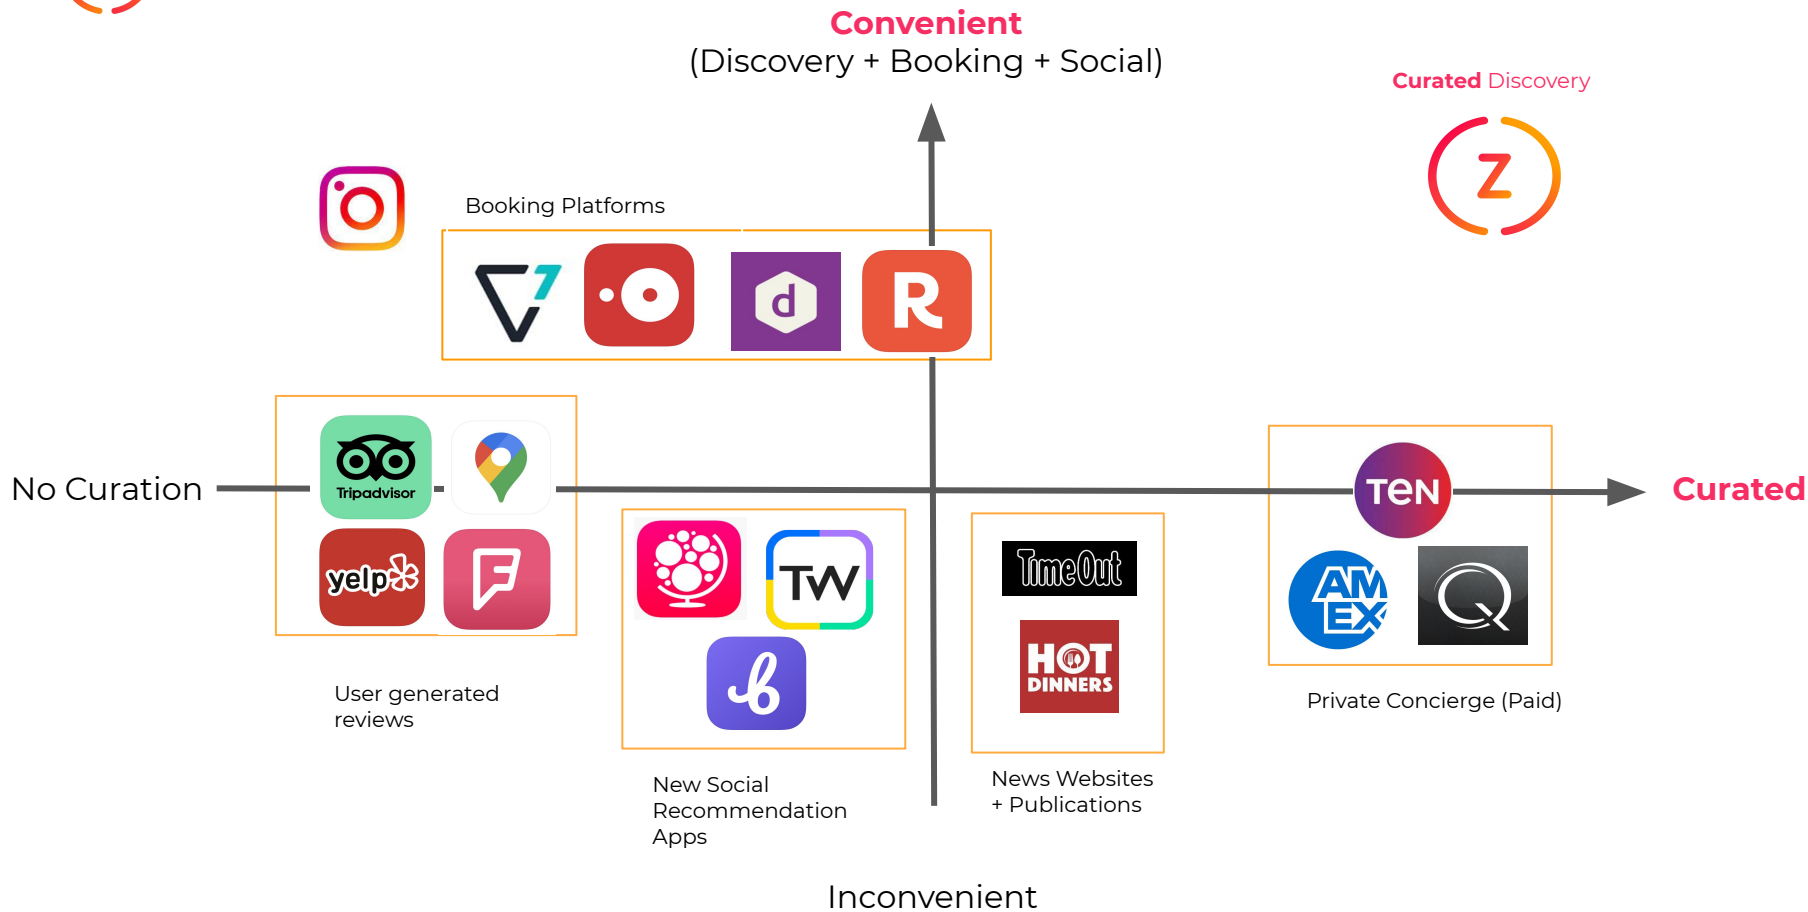 Convenient
(Discovery + Booking + Social)
Curated Discovery
Z
Booking Platforms
d
R
No Curation
Tripadvisor
TEN
Curated
yelp
F
TW
TimeOut
AM
EX
Q
b
HOT
DINNERS
User generated
reviews
Private Concierge (Paid)
New Social
Recommendation
Apps
News Websites
+ Publications
Inconvenient